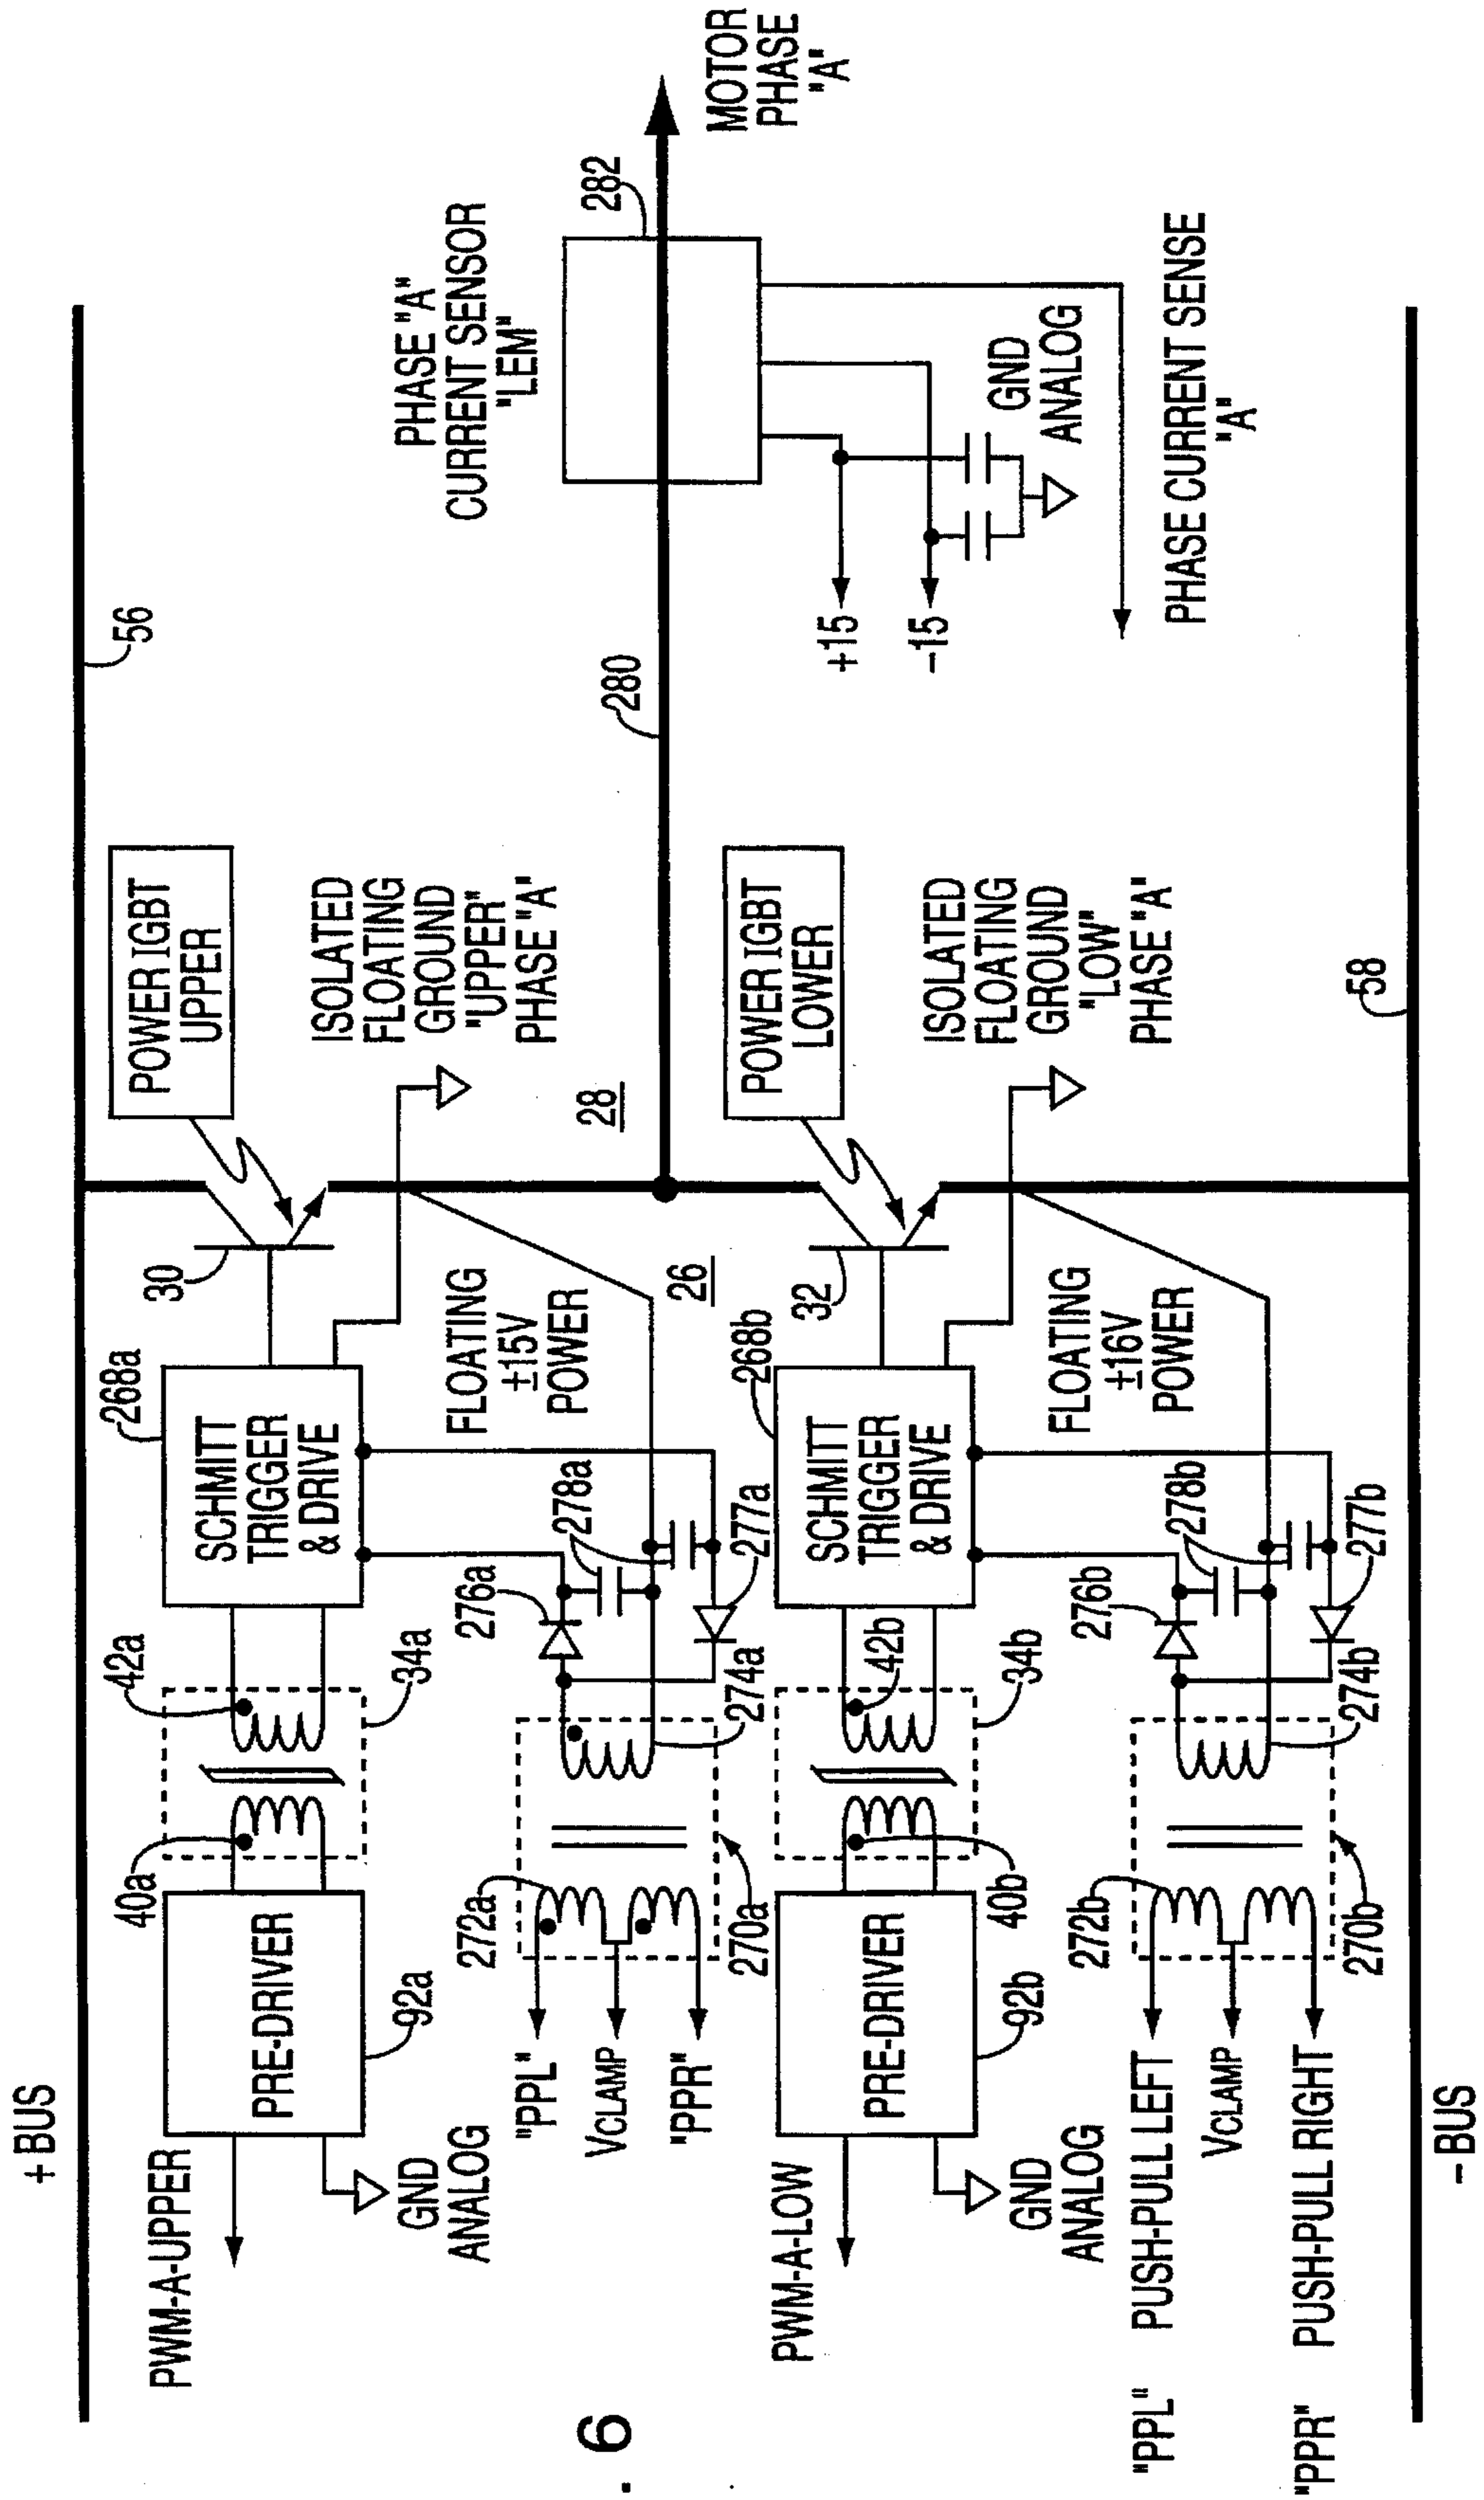 + BUS
56
PWM-A-UPPER
PRE-DRIVER
92a
GND
ANALOG
40a
42a
34a
268a
SCHMITT
TRIGGER
& DRIVE
30
POWER IGBT
UPPER
ISOLATED
FLOATING
GROUND
"UPPER"
PHASE "A"
FLOATING
±15V
POWER
"PPL"
VCLAMP
"PPR"
272a
270a
274a
276a
278a
277a
28
26
280
PHASE "A"
CURRENT SENSOR
"LEM"
282
MOTOR
PHASE
"A"
+15
-15
GND
ANALOG
PHASE CURRENT SENSE
"A"
PWM-A-LOW
PRE-DRIVER
92b
GND
ANALOG
40b
42b
34b
268b
SCHMITT
TRIGGER
& DRIVE
32
POWER IGBT
LOWER
ISOLATED
FLOATING
GROUND
"LOW"
PHASE "A"
FLOATING
±16V
POWER
"PPL" PUSH-PULL LEFT
VCLAMP
"PPR" PUSH-PULL RIGHT
272b
270b
274b
276b
278b
277b
58
- BUS
. 6